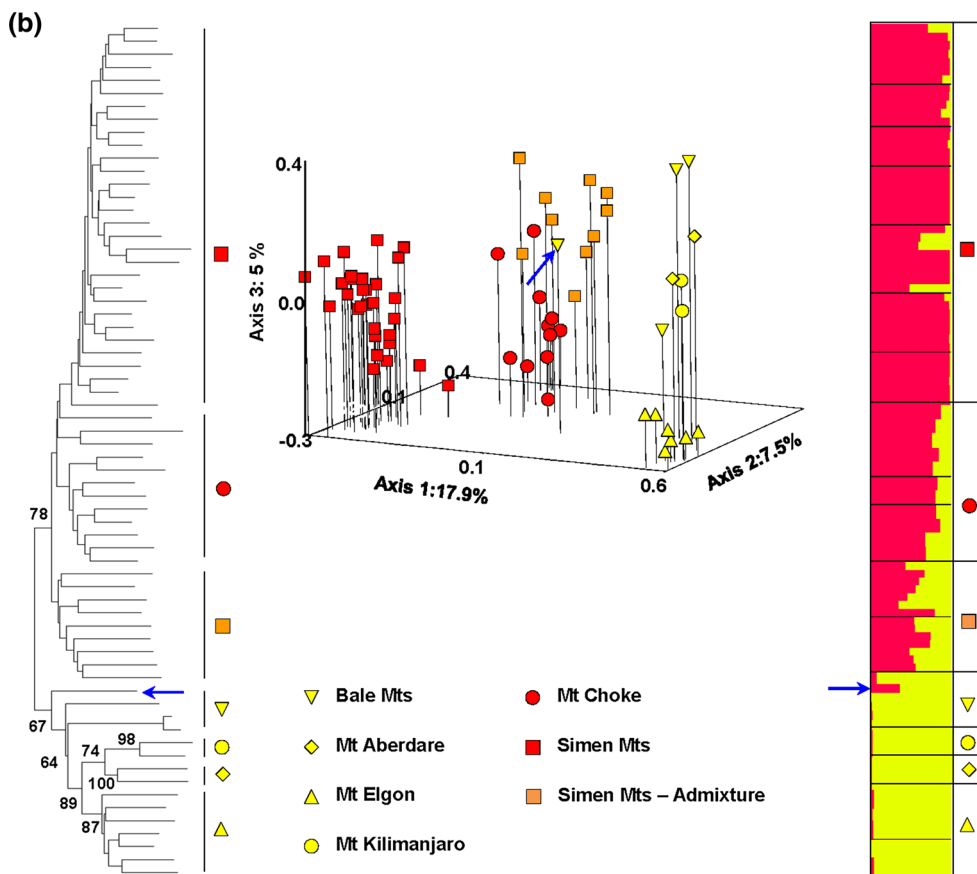 (b)
0.4
Axis 3: 5 %
0.0
-0.3
0.4
0.1
0.1
0.6
Axis 1:17.9%
Axis 2:7.5%
78
67
64
74
98
100
89
87
Bale Mts
Mt Aberdare
Mt Elgon
Mt Kilimanjaro
Mt Choke
Simen Mts
Simen Mts – Admixture